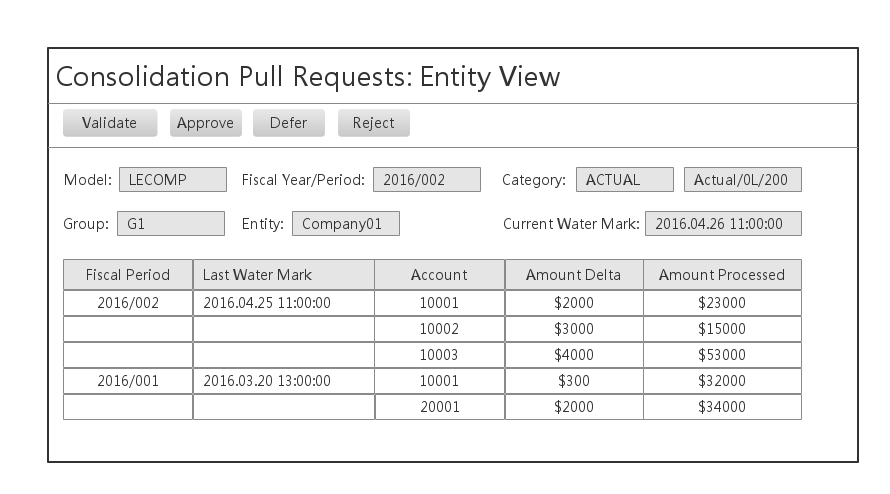 Consolidation Pull Requests: Entity View
Validate Approve Defer Reject
Model: LECOMP Fiscal Year/Period: 2016/002 Category: ACTUAL Actual/0L/200
Group: G1 Entity: Company01 Current Water Mark: 2016.04.26 11:00:00
Fiscal Period Last Water Mark Account Amount Delta Amount Processed
2016/002 2016.04.25 11:00:00 10001 $2000 $23000
10002 $3000 $15000
10003 $4000 $53000
2016/001 2016.03.20 13:00:00 10001 $300 $32000
20001 $2000 $34000